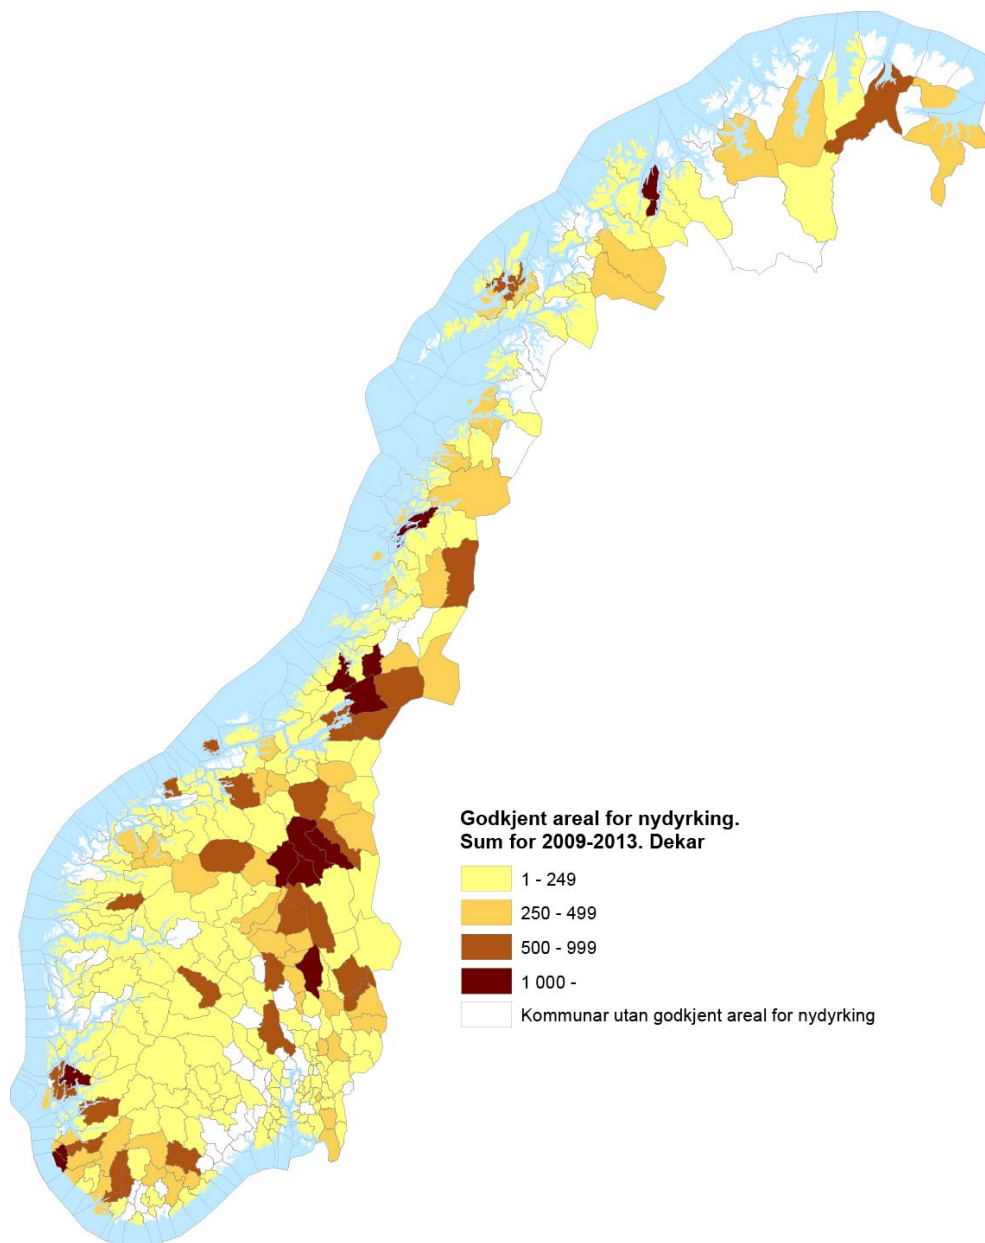 Godkjent areal for nydyrking.
Sum for 2009-2013. Dekar
1 - 249
250 - 499
500 - 999
1 000 -
Kommunar utan godkjent areal for nydyrking